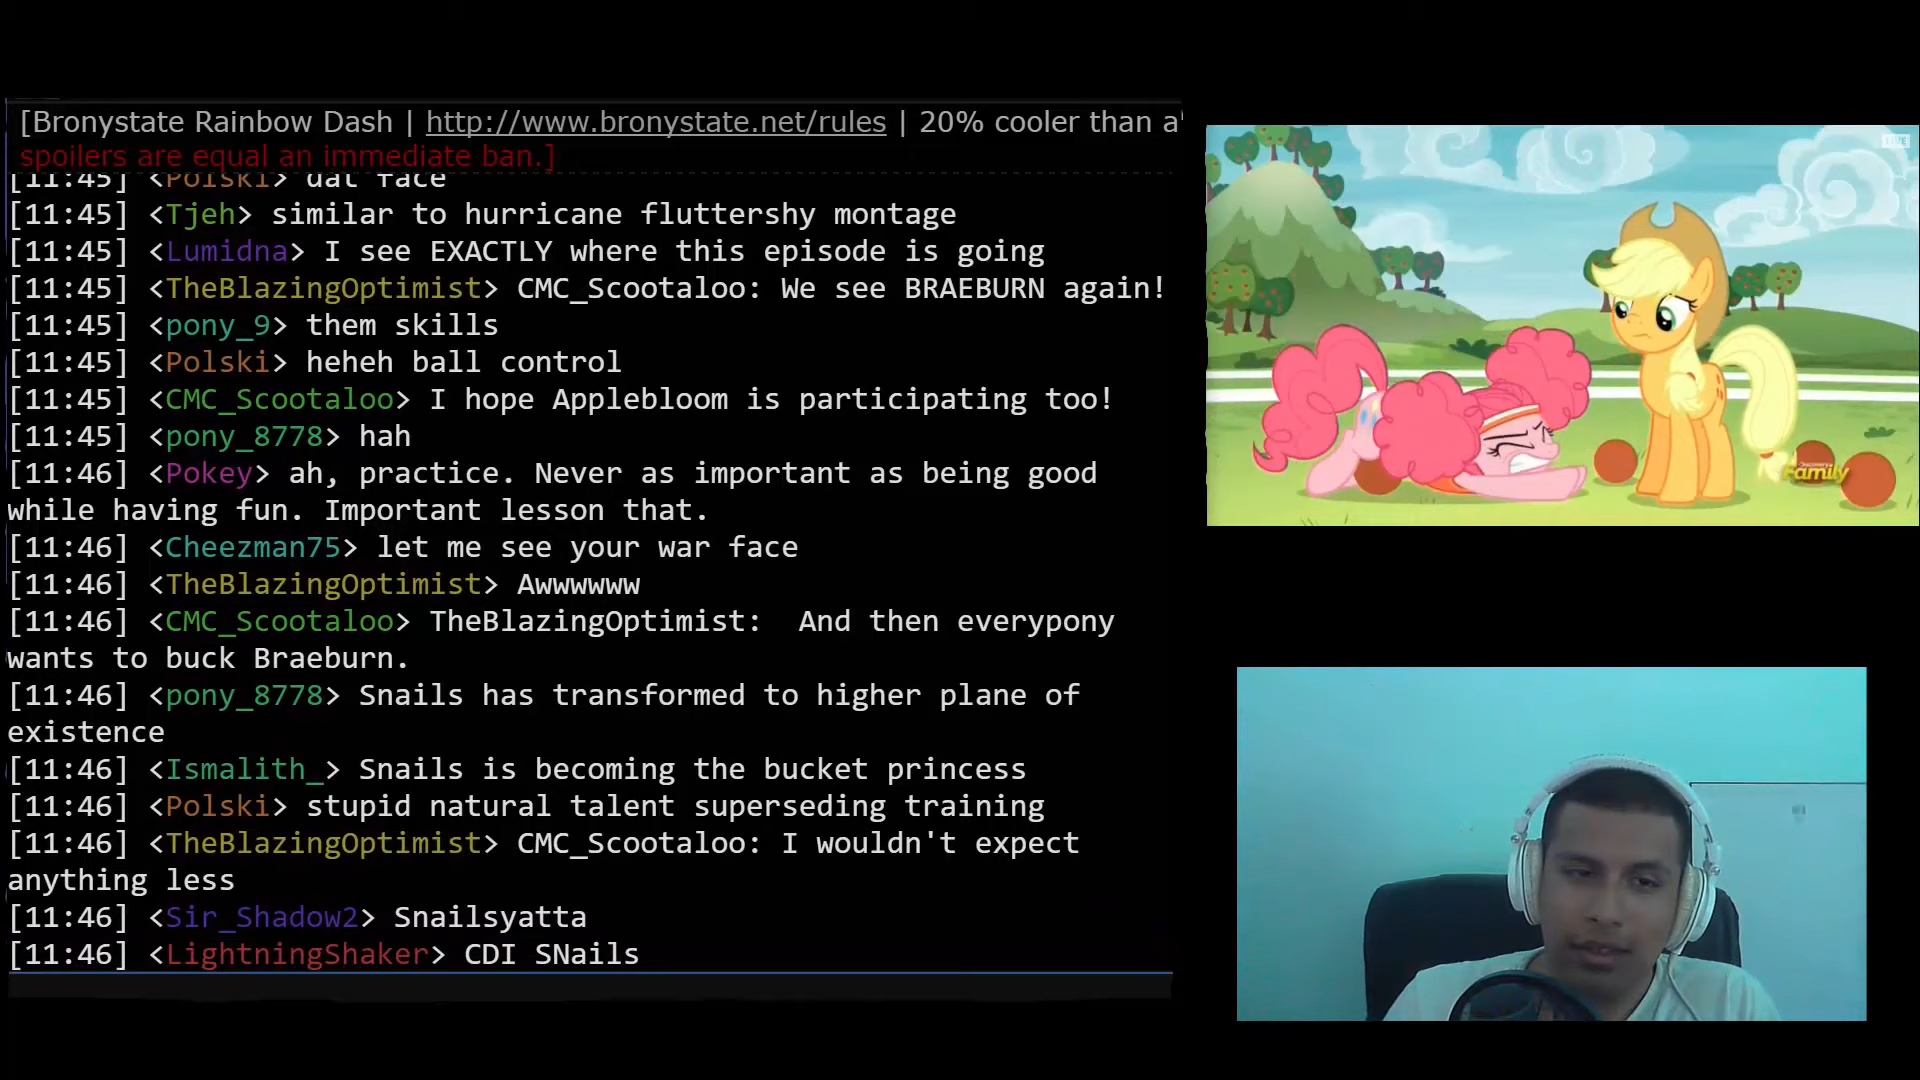 [Bronystate Rainbow Dash | http://www.bronystate.net/rules | 20% cooler than a
spoilers are equal an immediate ban.]
[11:45] <Polski> dat face
[11:45] <Tjeh> similar to hurricane fluttershy montage
[11:45] <Lumidna> I see EXACTLY where this episode is going
[11:45] <TheBlazingOptimist> CMC_Scootaloo: We see BRAEBURN again!
[11:45] <pony_9> them skills
[11:45] <Polski> heheh ball control
[11:45] <CMC_Scootaloo> I hope Applebloom is participating too!
[11:45] <pony_8778> hah
[11:46] <Pokey> ah, practice. Never as important as being good
while having fun. Important lesson that.
[11:46] <Cheezman75> let me see your war face
[11:46] <TheBlazingOptimist> Awwwwww
[11:46] <CMC_Scootaloo> TheBlazingOptimist:  And then everypony
wants to buck Braeburn.
[11:46] <pony_8778> Snails has transformed to higher plane of
existence
[11:46] <Ismalith_> Snails is becoming the bucket princess
[11:46] <Polski> stupid natural talent superseding training
[11:46] <TheBlazingOptimist> CMC_Scootaloo: I wouldn't expect
anything less
[11:46] <Sir_Shadow2> Snailsyatta
[11:46] <LightningShaker> CDI SNails
LIVE
Discovery
Family